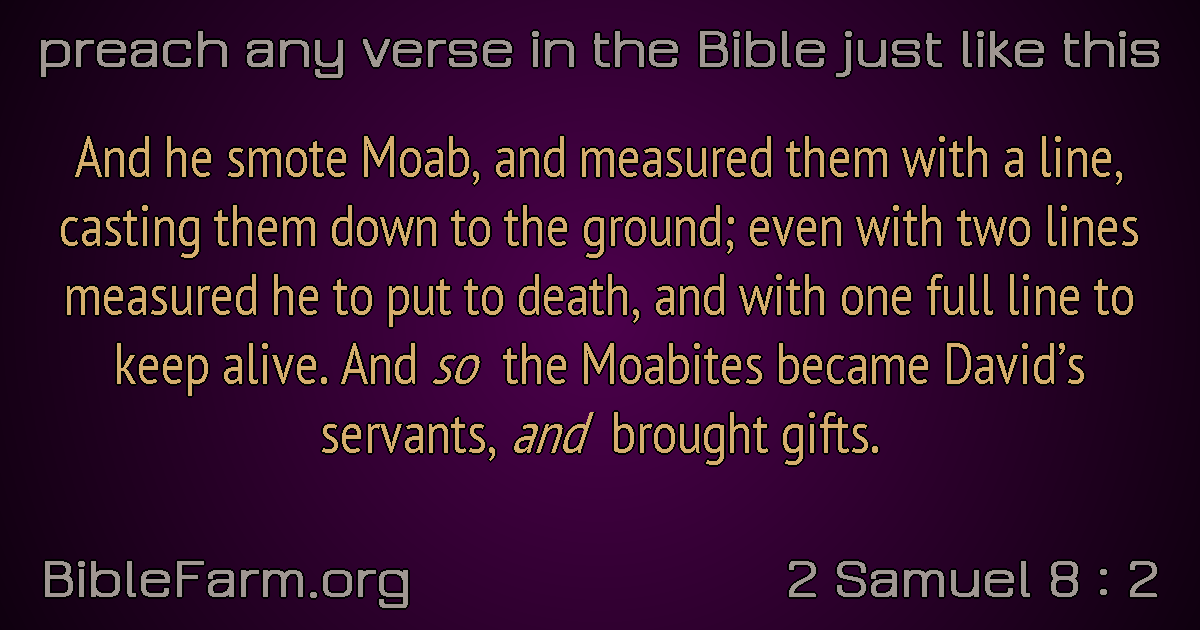 preach any verse in the Bible just like this
And he smote Moab, and measured them with a line,
casting them down to the ground; even with two lines
measured he to put to death, and with one full line to
keep alive. And so the Moabites became David’s
servants, and brought gifts.
BibleFarm.org
2 Samuel 8 : 2